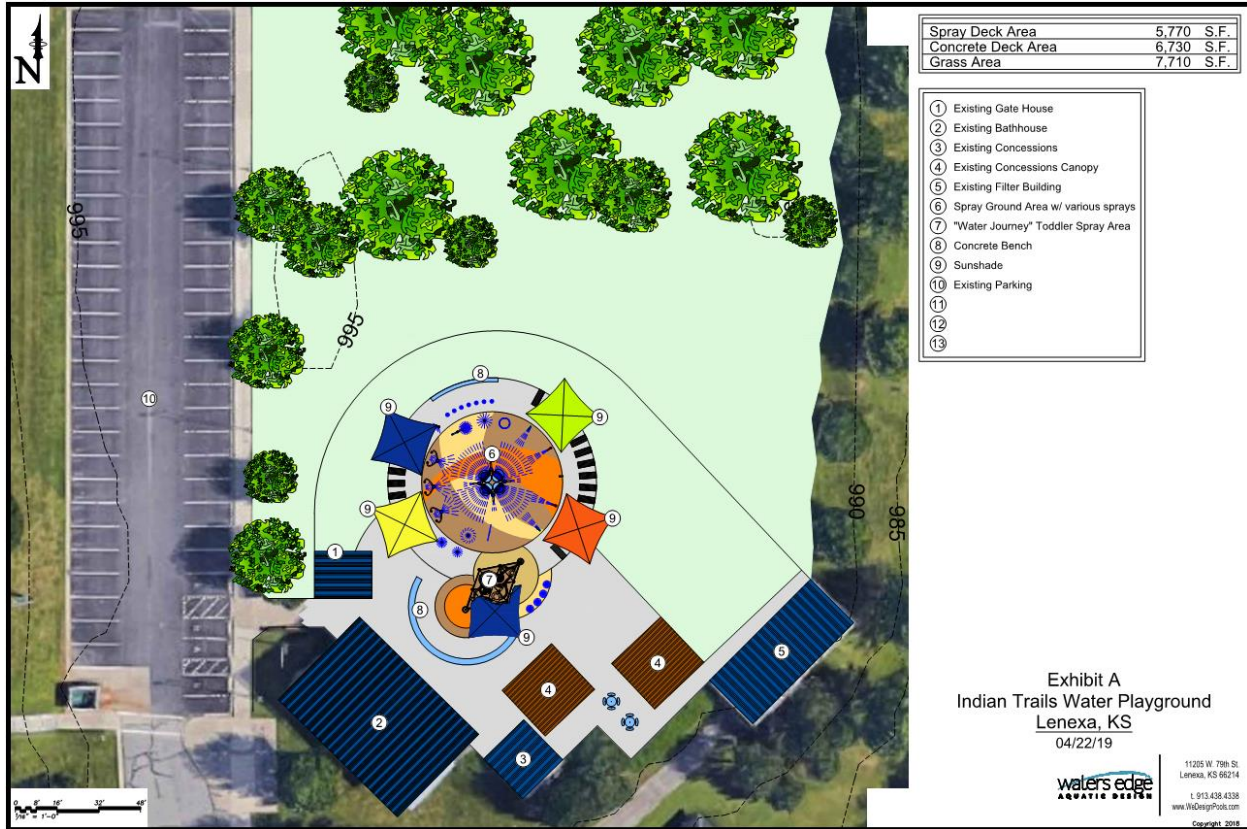 N
Spray Deck Area 5,770 S.F.
Concrete Deck Area 6,730 S.F.
Grass Area 7,710 S.F.
1 Existing Gate House
2 Existing Bathhouse
3 Existing Concessions
4 Existing Concessions Canopy
5 Existing Filter Building
6 Spray Ground Area w/ various sprays
7 "Water Journey" Toddler Spray Area
8 Concrete Bench
9 Sunshade
10 Existing Parking
11
12
13
995
995
990
985
10
8
9
9
6
9
9
1
7
8
9
4
4
5
2
3
0 8' 16' 32' 48'
1/16" = 1'-0"
Exhibit A
Indian Trails Water Playground
Lenexa, KS
04/22/19
waters edge
AQUATIC DESIGN
11205 W. 79th St.
Lenexa, KS 66214
t. 913.438.4338
www.WeDesignPools.com
Copyright 2018